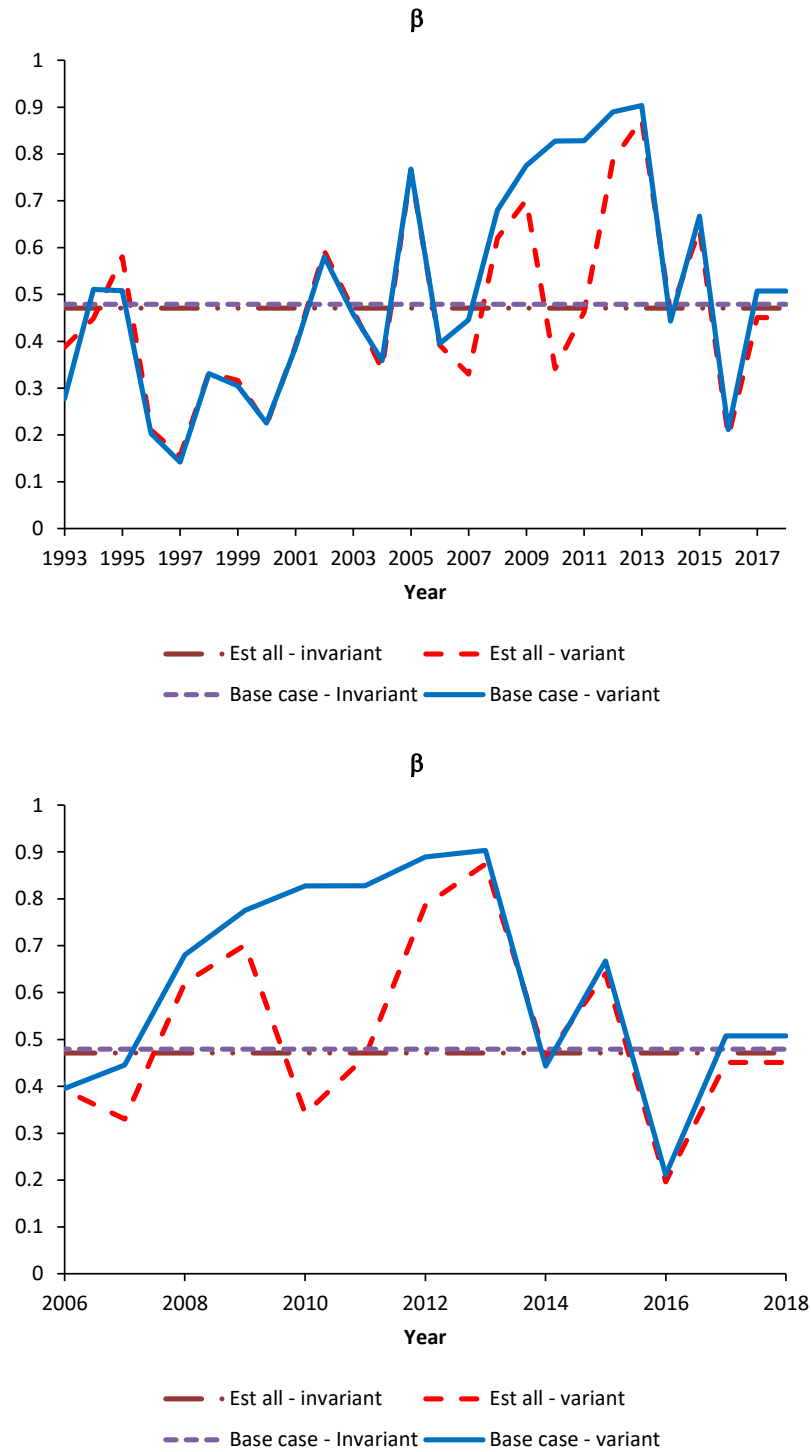 β
1
0.9
0.8
0.7
0.6
0.5
0.4
0.3
0.2
0.1
0
1993 1995 1997 1999 2001 2003 2005 2007 2009 2011 2013 2015 2017
Year
Est all - invariant Est all - variant
Base case - Invariant Base case - variant
β
1
0.9
0.8
0.7
0.6
0.5
0.4
0.3
0.2
0.1
0
2006 2008 2010 2012 2014 2016 2018
Year
Est all - invariant Est all - variant
Base case - Invariant Base case - variant